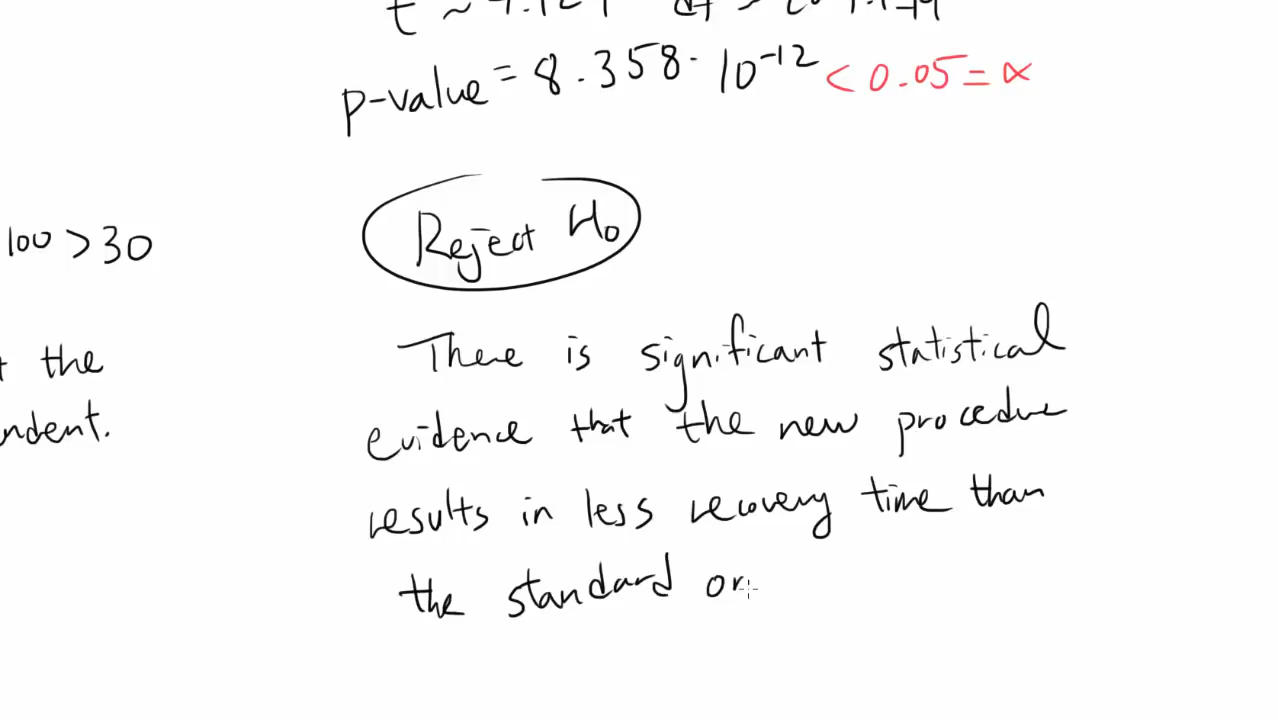 p-value = 8.358 · 10^-12 < 0.05 = α
Reject H₀
100 > 30
There is significant statistical
the
evidence that the new procedure
ndent.
results in less recovery time than
the standard or